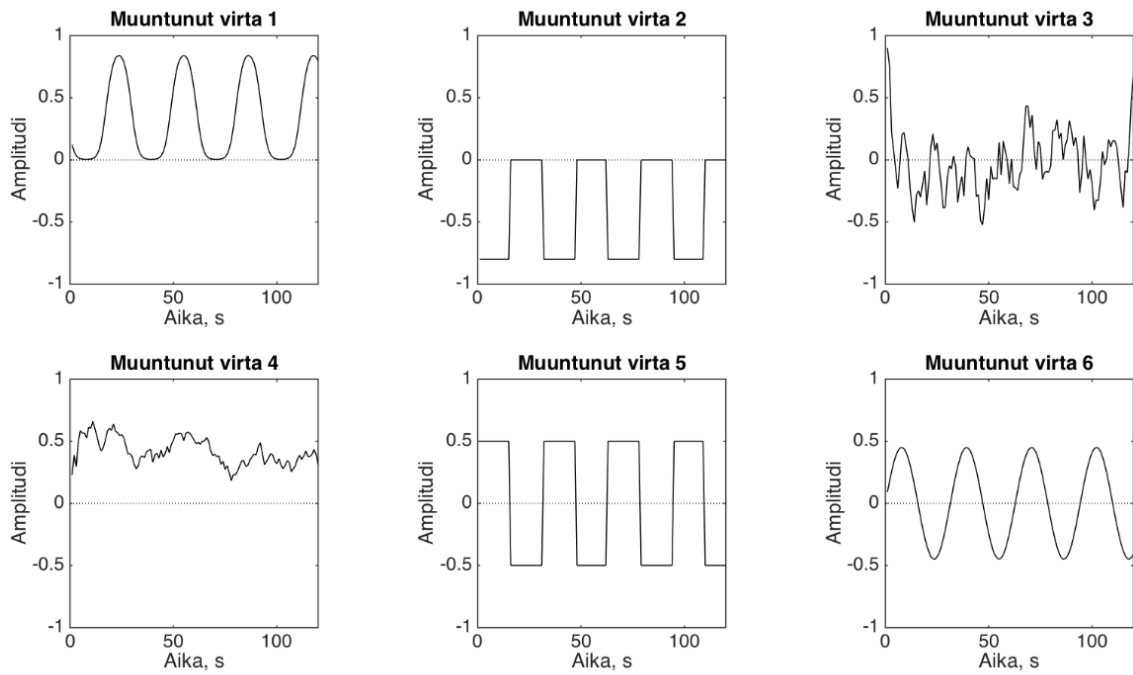 Muuntunut virta 1
1
0.5
0
-0.5
-1
Amplitudi
0
50
100
Aika, s
Muuntunut virta 2
1
0.5
0
-0.5
-1
Amplitudi
0
50
100
Aika, s
Muuntunut virta 3
1
0.5
0
-0.5
-1
Amplitudi
0
50
100
Aika, s
Muuntunut virta 4
1
0.5
0
-0.5
-1
Amplitudi
0
50
100
Aika, s
Muuntunut virta 5
1
0.5
0
-0.5
-1
Amplitudi
0
50
100
Aika, s
Muuntunut virta 6
1
0.5
0
-0.5
-1
Amplitudi
0
50
100
Aika, s